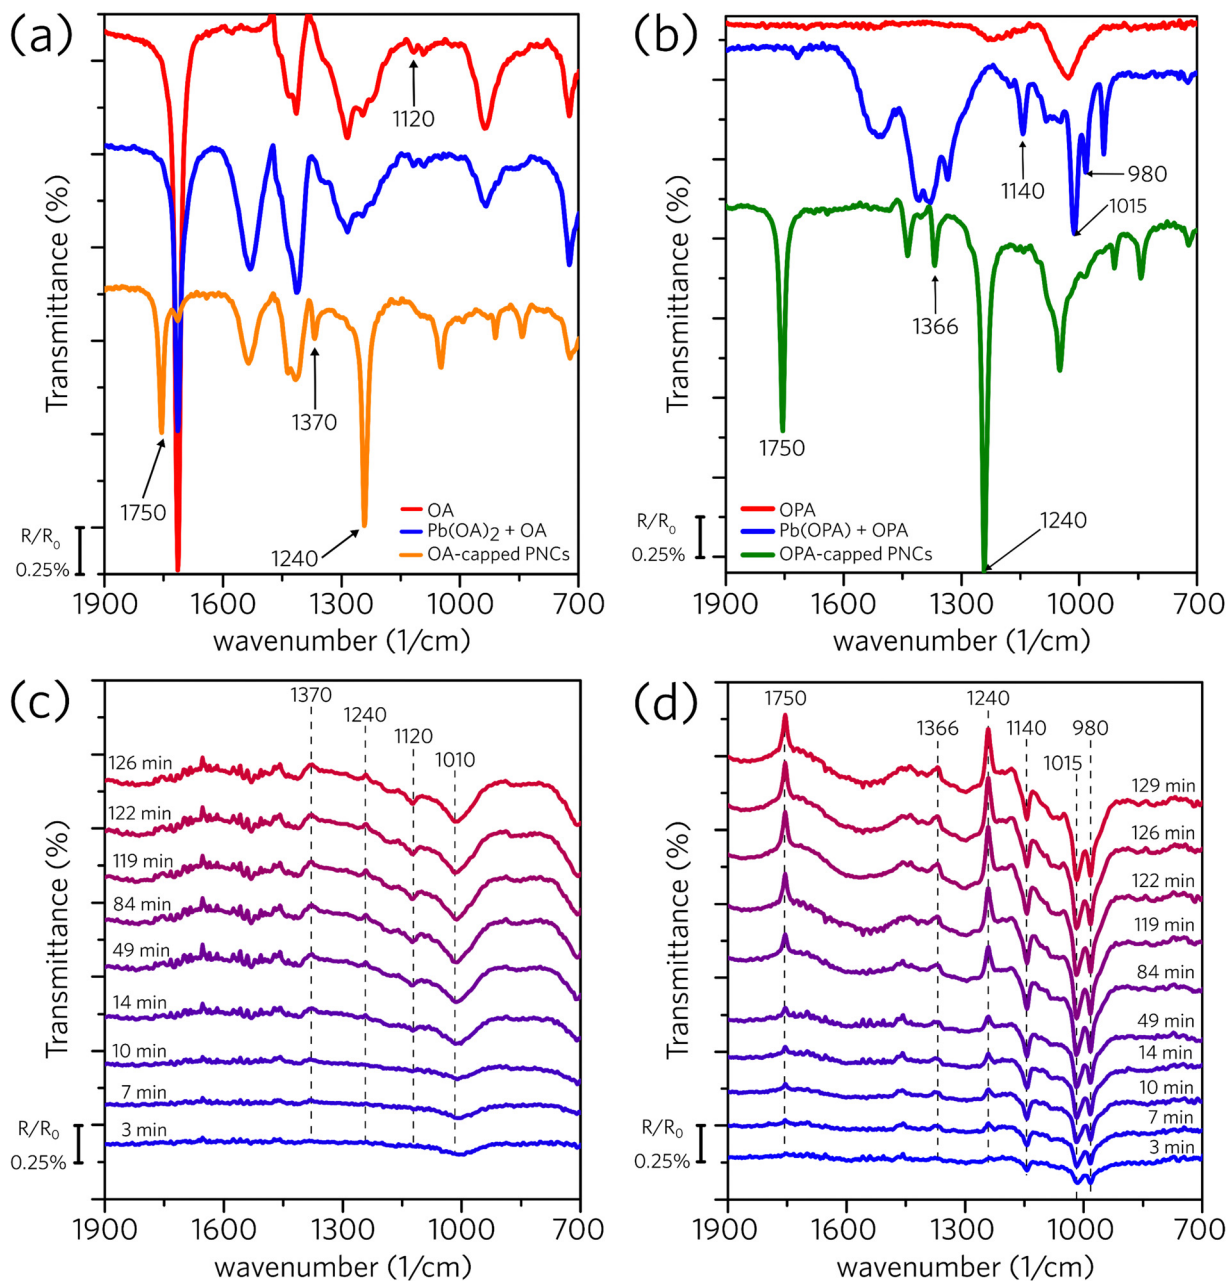 (a)
1120
1370
1750
1240
R/R0
0.25%
OA
Pb(OA)2 + OA
OA-capped PNCs
Transmittance (%)
1900 1600 1300 1000 700
wavenumber (1/cm)
(b)
1140
980
1015
1366
1750
1240
R/R0
0.25%
OPA
Pb(OPA) + OPA
OPA-capped PNCs
Transmittance (%)
1900 1600 1300 1000 700
wavenumber (1/cm)
(c)
1370
1240
1120
1010
126 min
122 min
119 min
84 min
49 min
14 min
10 min
7 min
3 min
R/R0
0.25%
Transmittance (%)
1900 1600 1300 1000 700
wavenumber (1/cm)
(d)
1750
1240
1366
1140
980
1015
129 min
126 min
122 min
119 min
84 min
49 min
14 min
10 min
7 min
3 min
R/R0
0.25%
Transmittance (%)
1900 1600 1300 1000 700
wavenumber (1/cm)